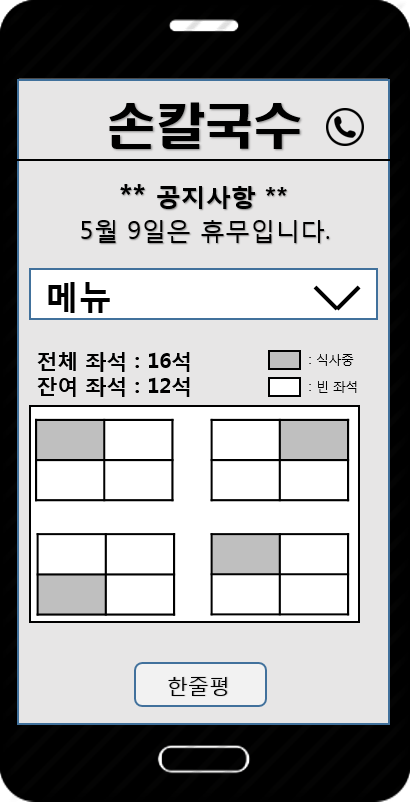 손칼국수
** 공지사항 **
5월 9일은 휴무입니다.
메뉴
전체 좌석 : 16석
잔여 좌석 : 12석
: 식사중
: 빈 좌석
한줄평